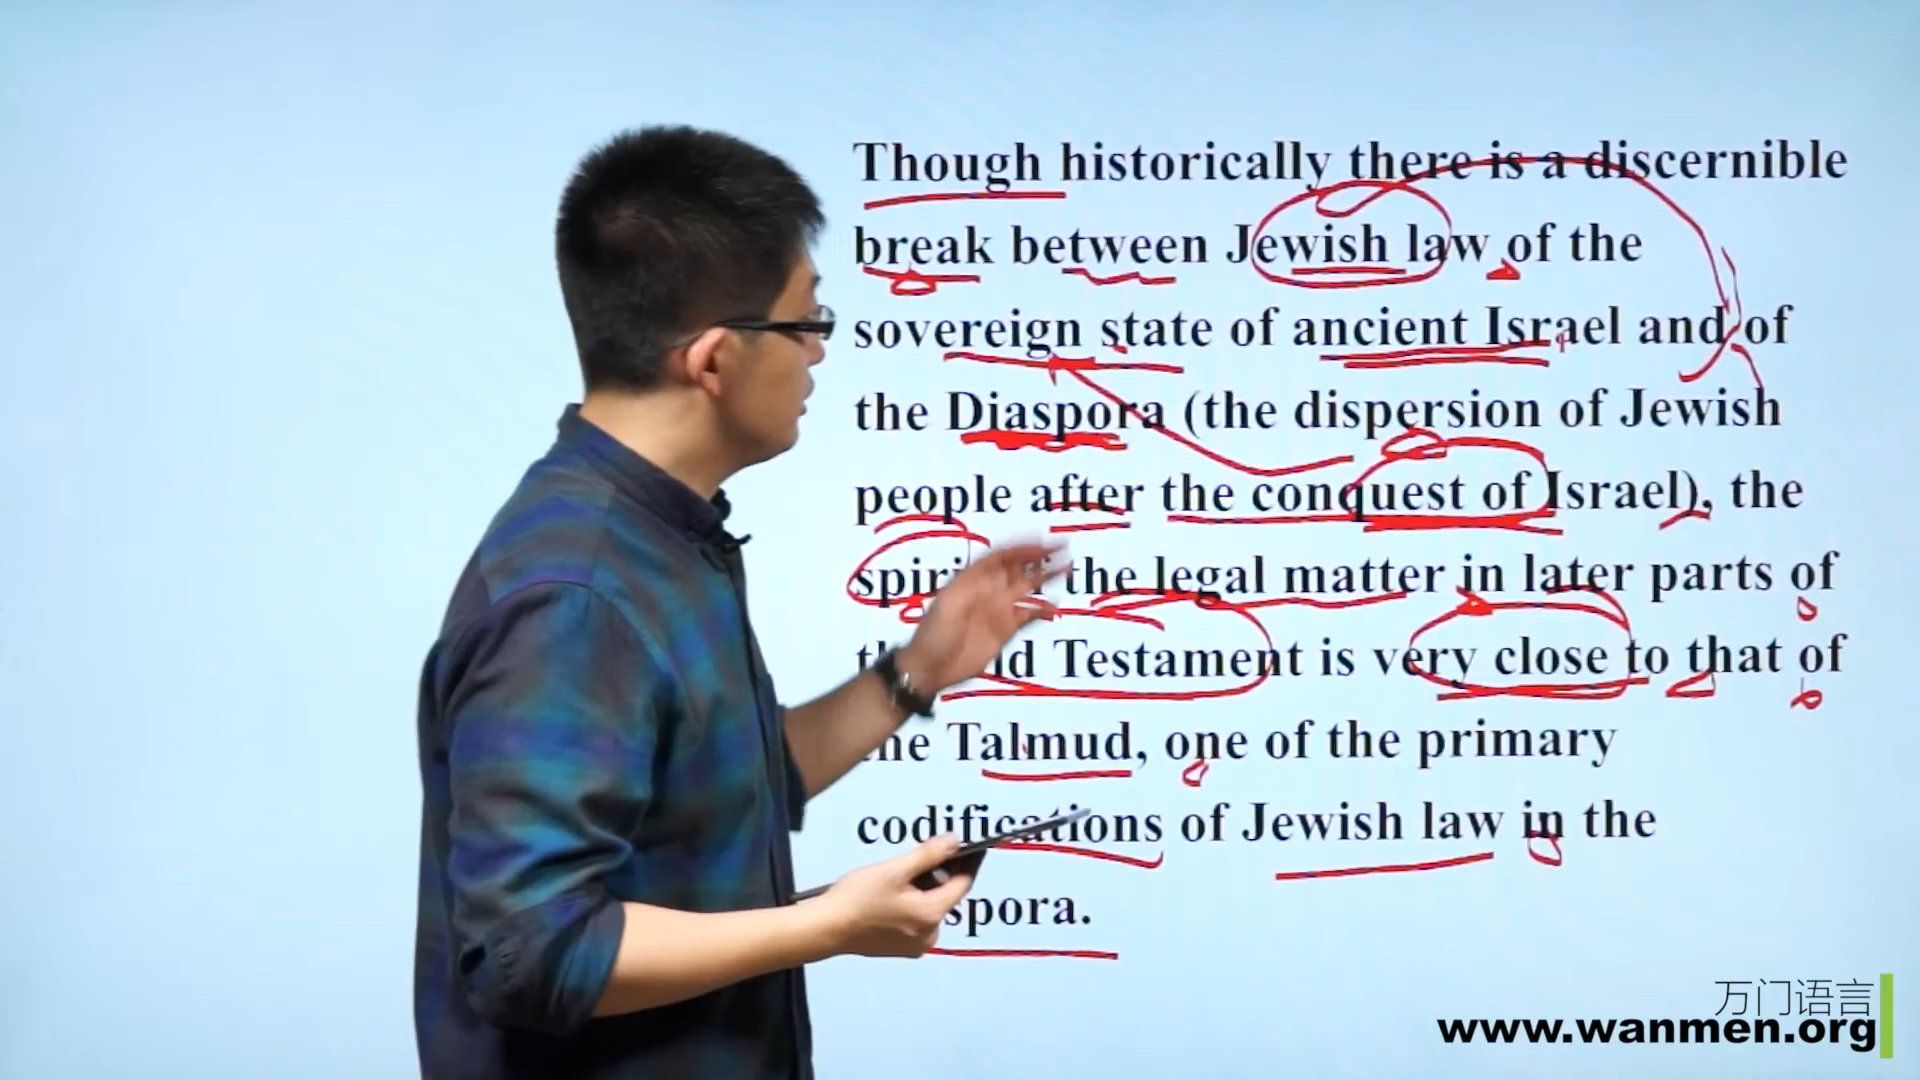 Though historically there is a discernible
break between Jewish law of the
sovereign state of ancient Israel and of
the Diaspora (the dispersion of Jewish
people after the conquest of Israel), the
the legal matter in later parts of
Testament is very close to that of
Talmud, one of the primary
codifications of Jewish law in the
spora.
万门语言
www.wanmen.org